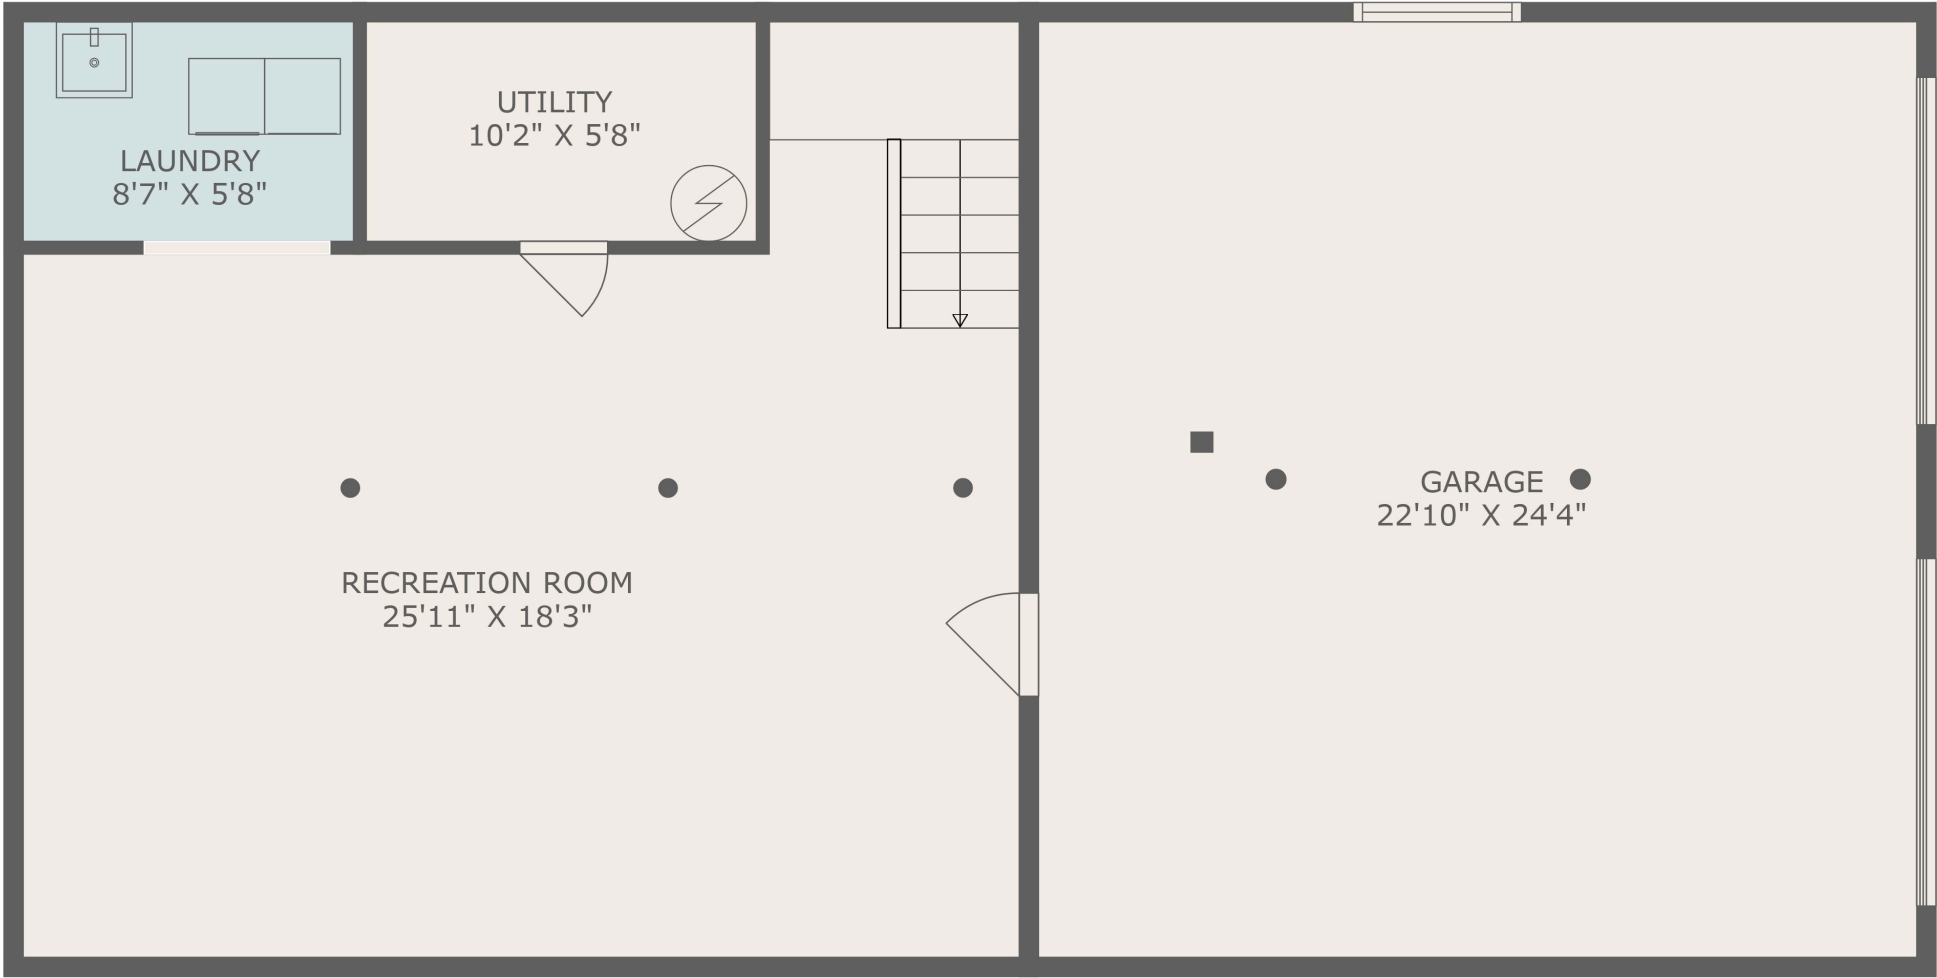 UTILITY
10'2" X 5'8"
LAUNDRY
8'7" X 5'8"
GARAGE
22'10" X 24'4"
RECREATION ROOM
25'11" X 18'3"